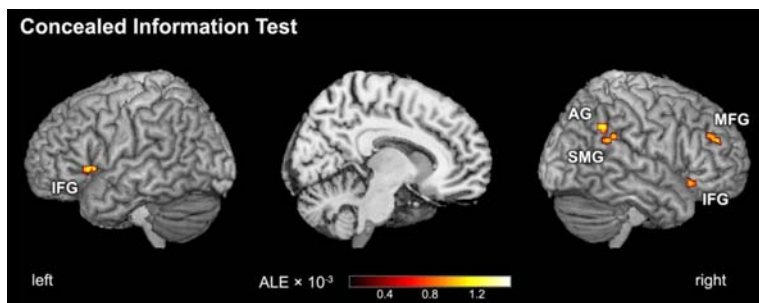 Concealed Information Test
AG
MFG
SMG
IFG
IFG
left
ALE × 10⁻³
0.4 0.8 1.2
right